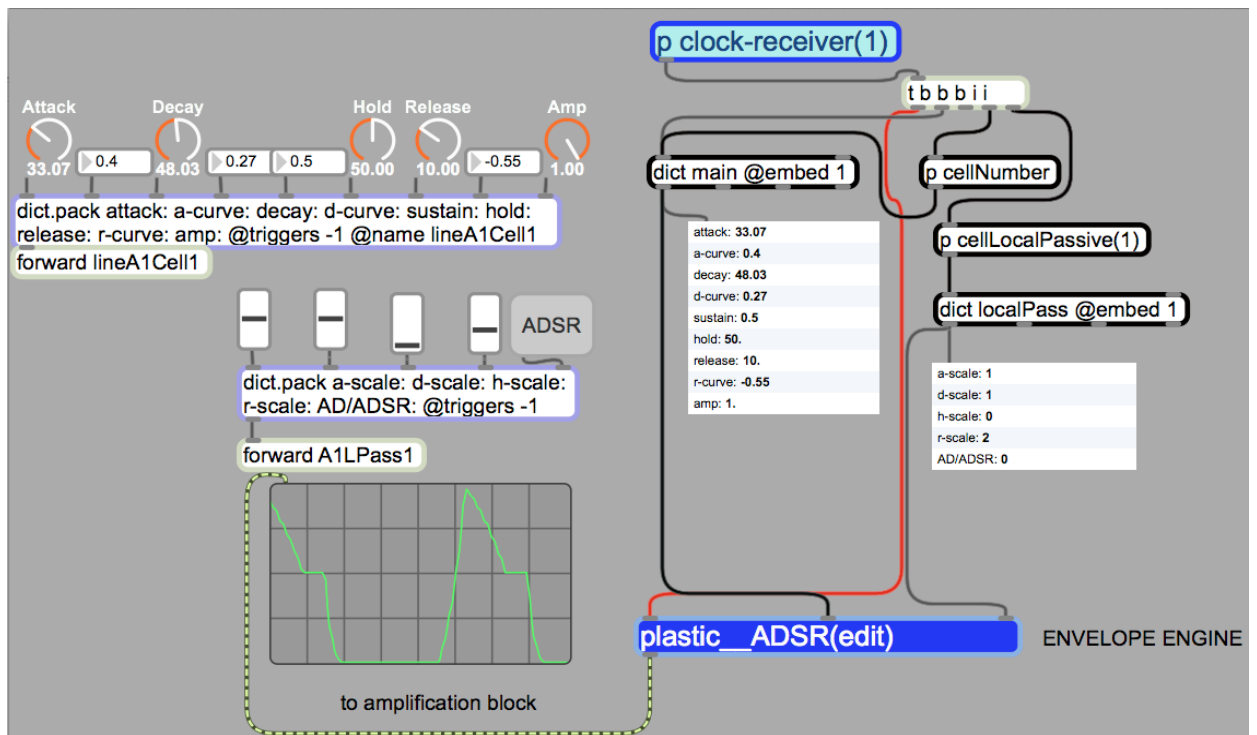 p clock-receiver(1)
t b b b i i
Attack
Decay
Hold
Release
Amp
33.07
0.4
48.03
0.27
0.5
50.00
10.00
-0.55
1.00
dict.pack attack: a-curve: decay: d-curve: sustain: hold:
release: r-curve: amp: @triggers -1 @name lineA1Cell1
forward lineA1Cell1
dict main @embed 1
p cellNumber
attack: 33.07
a-curve: 0.4
decay: 48.03
d-curve: 0.27
sustain: 0.5
hold: 50.
release: 10.
r-curve: -0.55
amp: 1.
p cellLocalPassive(1)
dict localPass @embed 1
a-scale: 1
d-scale: 1
h-scale: 0
r-scale: 2
AD/ADSR: 0
ADSR
dict.pack a-scale: d-scale: h-scale:
r-scale: AD/ADSR: @triggers -1
forward A1LPass1
plastic__ADSR(edit)
ENVELOPE ENGINE
to amplification block